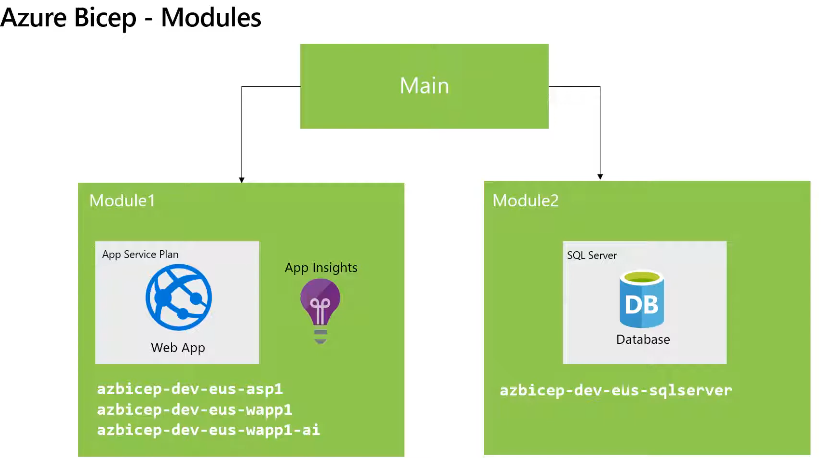 Azure Bicep - Modules
Main
Module1
App Service Plan
Web App
App Insights
azbicep-dev-eus-asp1
azbicep-dev-eus-wapp1
azbicep-dev-eus-wapp1-ai
Module2
SQL Server
DB
Database
azbicep-dev-eus-sqlserver